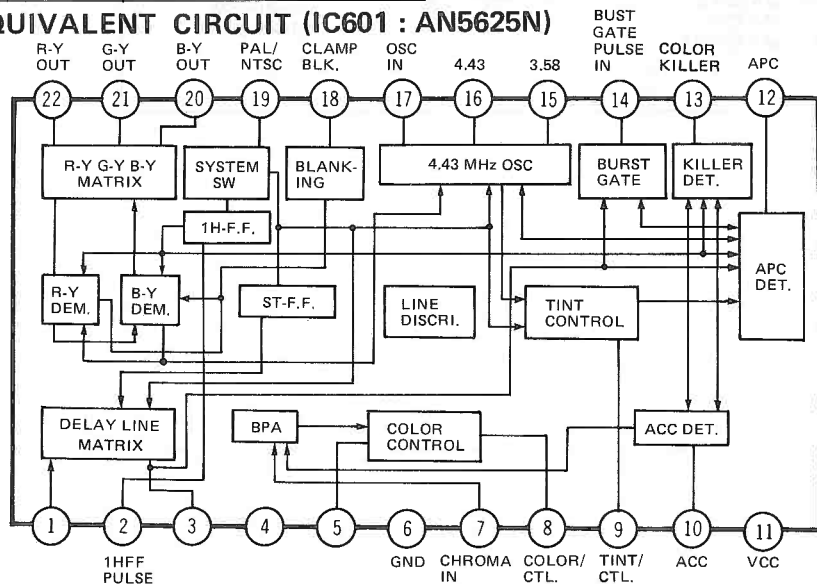 QUIVALENT CIRCUIT (IC601 : AN5625N)
R-Y OUT
G-Y OUT
B-Y OUT
PAL/ NTSC
CLAMP BLK.
OSC IN
4.43
3.58
BUST GATE PULSE IN
COLOR KILLER
APC
22
21
20
19
18
17
16
15
14
13
12
R-Y G-Y B-Y MATRIX
SYSTEM SW
BLANK- ING
4.43 MHz OSC
BURST GATE
KILLER DET.
1H-F.F.
R-Y DEM.
B-Y DEM.
ST-F.F.
LINE DISCRI.
TINT CONTROL
APC DET.
DELAY LINE MATRIX
BPA
COLOR CONTROL
ACC DET.
1
2
3
4
5
6
7
8
9
10
11
1HFF PULSE
GND
CHROMA IN
COLOR/ CTL.
TINT/ CTL.
ACC
VCC